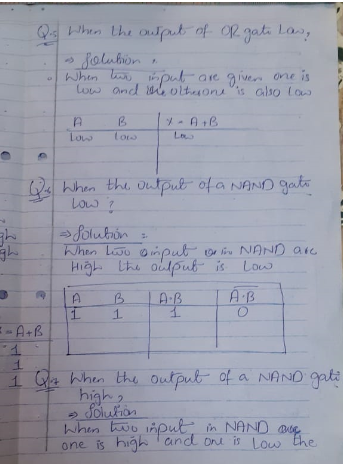 Q: When the output of OR gate Low?
⇒ Solution:
When two input are given one is
low and the other one is also low
A B X = A+B
Low low Low
Q: When the output of a NAND gate
Low?
⇒ Solution =
When two input in NAND are
High the output is Low
A B A·B A̅·̅B̅
1 1 1 0
Q: When the output of a NAND gate
high,
⇒ Solution
When two input in NAND
one is high and one is low the
gh
gh
= A+B
1
1
1